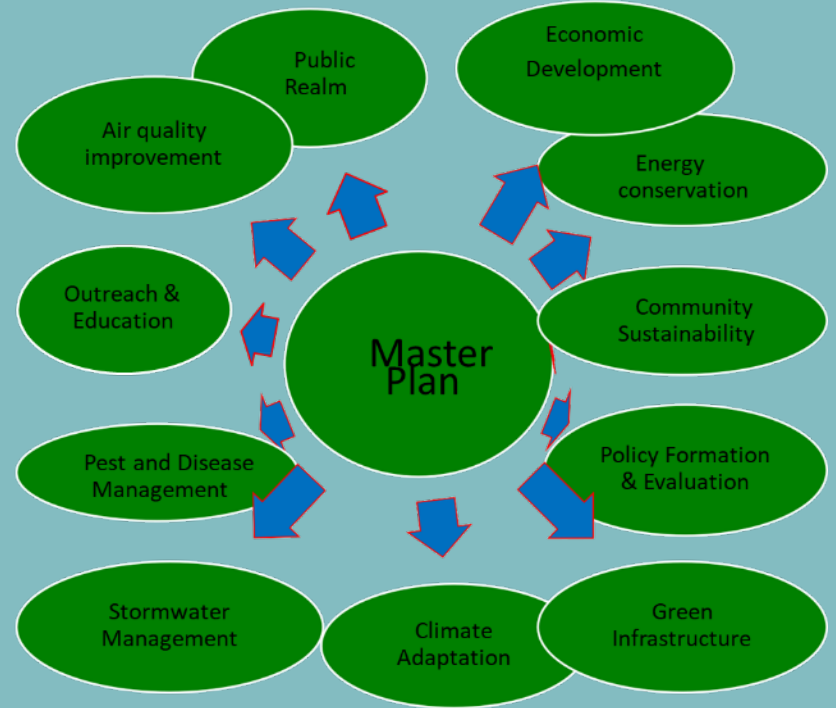 Public
Realm
Economic
Development
Air quality
improvement
Energy
conservation
Outreach &
Education
Community
Sustainability
Master
Plan
Pest and Disease
Management
Policy Formation
& Evaluation
Stormwater
Management
Climate
Adaptation
Green
Infrastructure